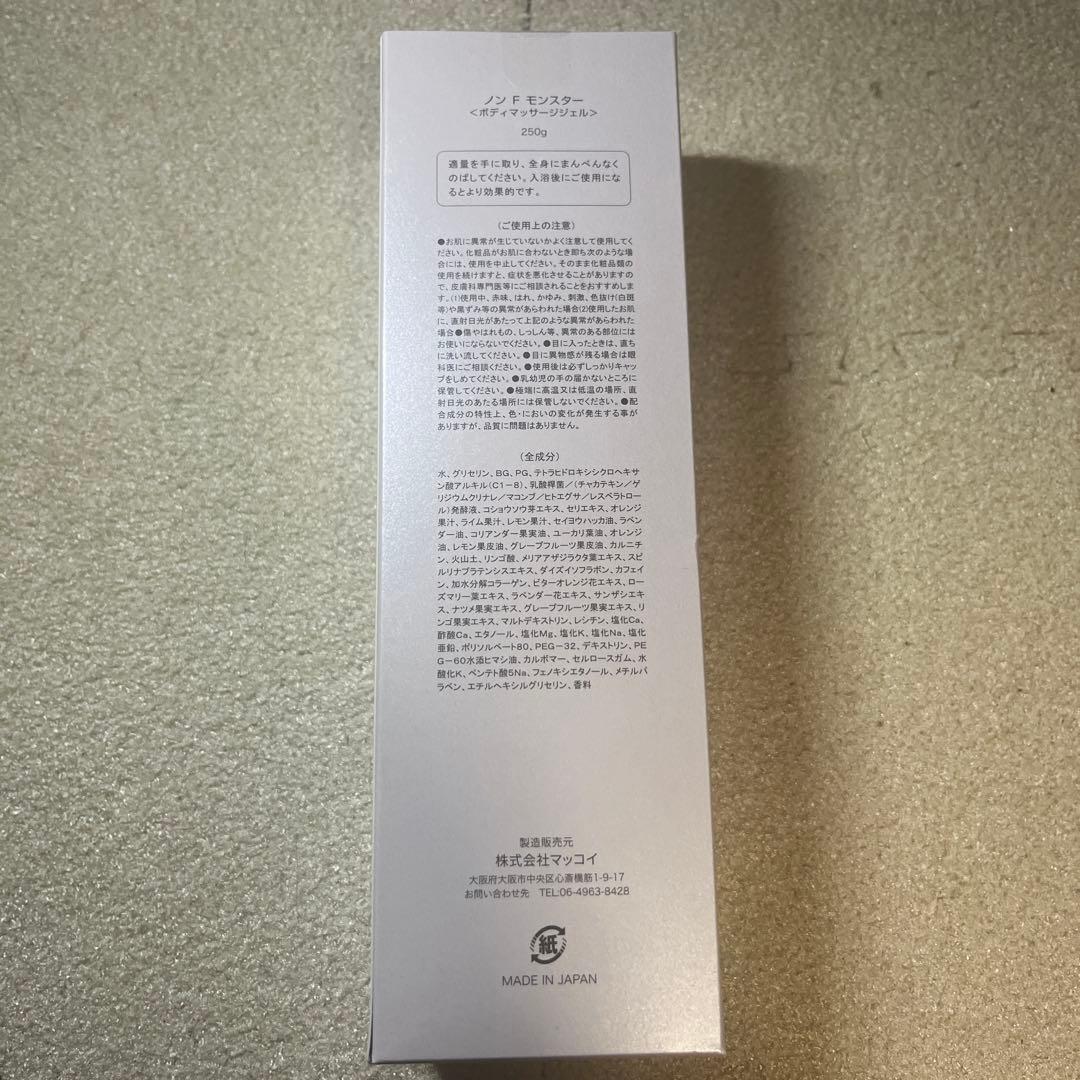 ノン F モンスター
<ボディマッサージジェル>
250g
適量を手に取り、全身にまんべんなく
のばしてください。入浴後にご使用にな
るとより効果的です。
(ご使用上の注意)
●お肌に異常が生じていないかよく注意して使用してく
ださい。化粧品がお肌に合わないとき即ち次のような場
合には、使用を中止してください。そのまま化粧品類の
使用を続けますと、症状を悪化させることがありますの
で、皮膚科専門医等にご相談されることをおすすめしま
す。(1)使用中、赤味、はれ、かゆみ、刺激、色抜け(白斑
等)や黒ずみ等の異常があらわれた場合(2)使用したお肌
に、直射日光があたって上記のような異常があらわれた
場合●傷やはれもの、しっしん等、異常のある部位には
お使いにならないでください。●目に入ったときは、直ち
に洗い流してください。●目に異物感が残る場合は眼
科医にご相談ください。●使用後は必ずしっかりキャッ
プをしめてください。●乳幼児の手の届かないところに
保管してください。●極端に高温又は低温の場所、直
射日光のあたる場所には保管しないでください。●配
合成分の特性上、色・においの変化が発生する事が
ありますが、品質に問題はありません。
(全成分)
水、グリセリン、BG、PG、テトラヒドロキシシクロヘキサ
ン酸アルキル(C1-8)、乳酸桿菌/(チャカテキン/ゲ
リジウムクリナレ/マコンブ/ヒトエグサ/レスベラトロー
ル)発酵液、コショウソウ芽エキス、セリエキス、オレンジ
果汁、ライム果汁、レモン果汁、セイヨウハッカ油、ラベン
ダー油、コリアンダー果実油、ユーカリ葉油、オレンジ
油、レモン果皮油、グレープフルーツ果皮油、カルニチ
ン、火山土、リンゴ酸、メリアアザジラクタ葉エキス、スピ
ルリナプラテンシスエキス、ダイズイソフラボン、カフェイ
ン、加水分解コラーゲン、ビターオレンジ花エキス、ロー
ズマリー葉エキス、ラベンダー花エキス、サンザシエキ
ス、ナツメ果実エキス、グレープフルーツ果実エキス、リ
ンゴ果実エキス、マルトデキストリン、レシチン、塩化Ca、
酢酸Ca、エタノール、塩化Mg、塩化K、塩化Na、塩化
亜鉛、ポリソルベート80、PEG-32、デキストリン、PE
G-60水添ヒマシ油、カルボマー、セルロースガム、水
酸化K、ペンテト酸5Na、フェノキシエタノール、メチルパ
ラベン、エチルヘキシルグリセリン、香料
製造販売元
株式会社マッコイ
大阪府大阪市中央区心斎橋筋1-9-17
お問い合わせ先 TEL:06-4963-8428
紙
MADE IN JAPAN